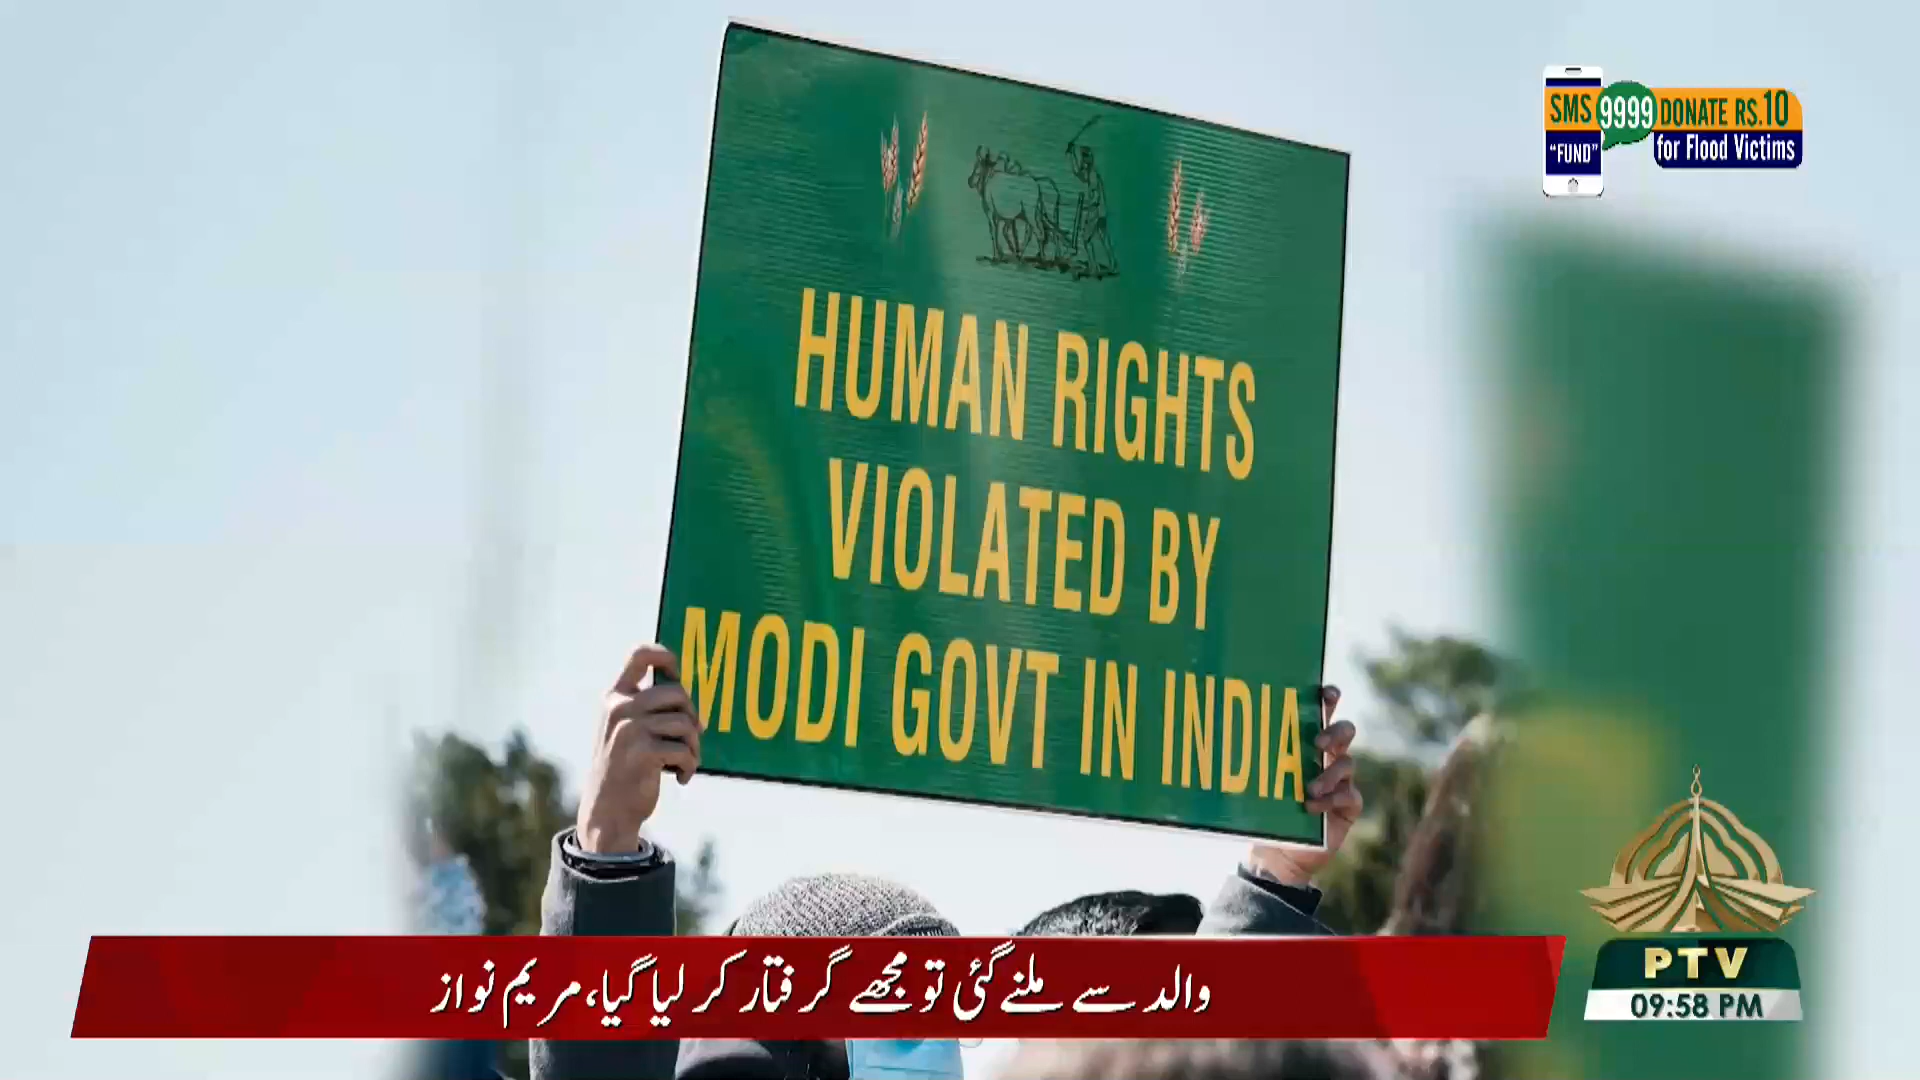 HUMAN RIGHTS
VIOLATED BY
MODI GOVT IN INDIA
SMS 9999 DONATE RS.10
"FUND" for Flood Victims
والد سے ملنے گئی تو مجھے گرفتار کر لیا گیا، مریم نواز
PTV
09:58 PM